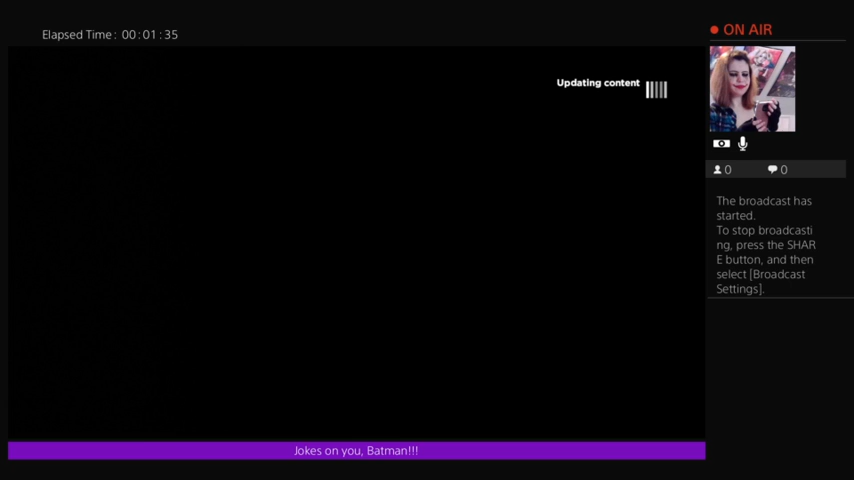 Elapsed Time: 00:01:35
ON AIR
Updating content
0 0
The broadcast has
started.
To stop broadcasti
ng, press the SHAR
E button, and then
select [Broadcast
Settings].
Jokes on you, Batman!!!